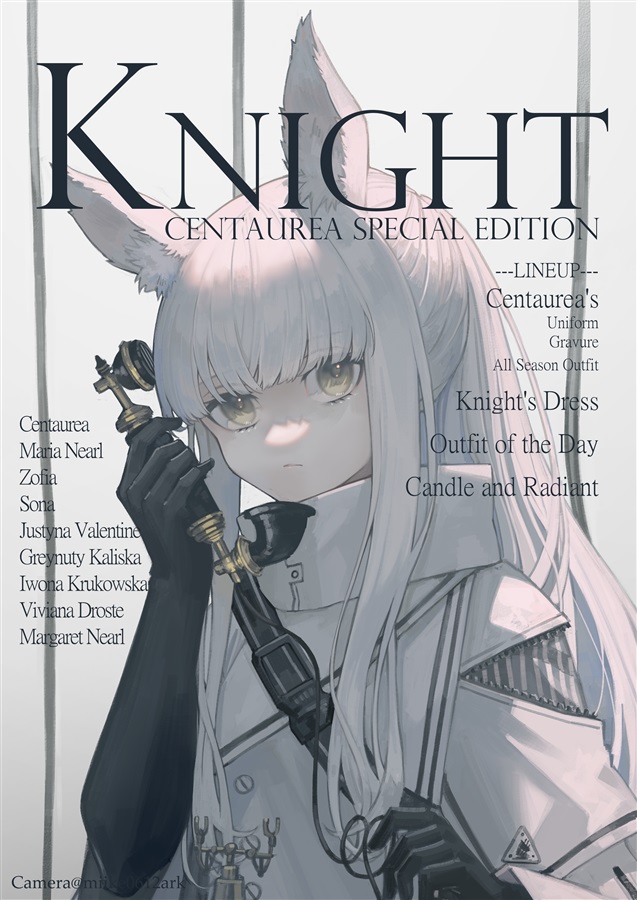 KNIGHT
CENTAUREA SPECIAL EDITION
---LINEUP---
Centaurea's
Uniform
Gravure
All Season Outfit
Knight's Dress
Outfit of the Day
Candle and Radiant
Centaurea
Maria Nearl
Zofia
Sona
Justyna Valentine
Greynuty Kaliska
Iwona Krukowska
Viviana Droste
Margaret Nearl